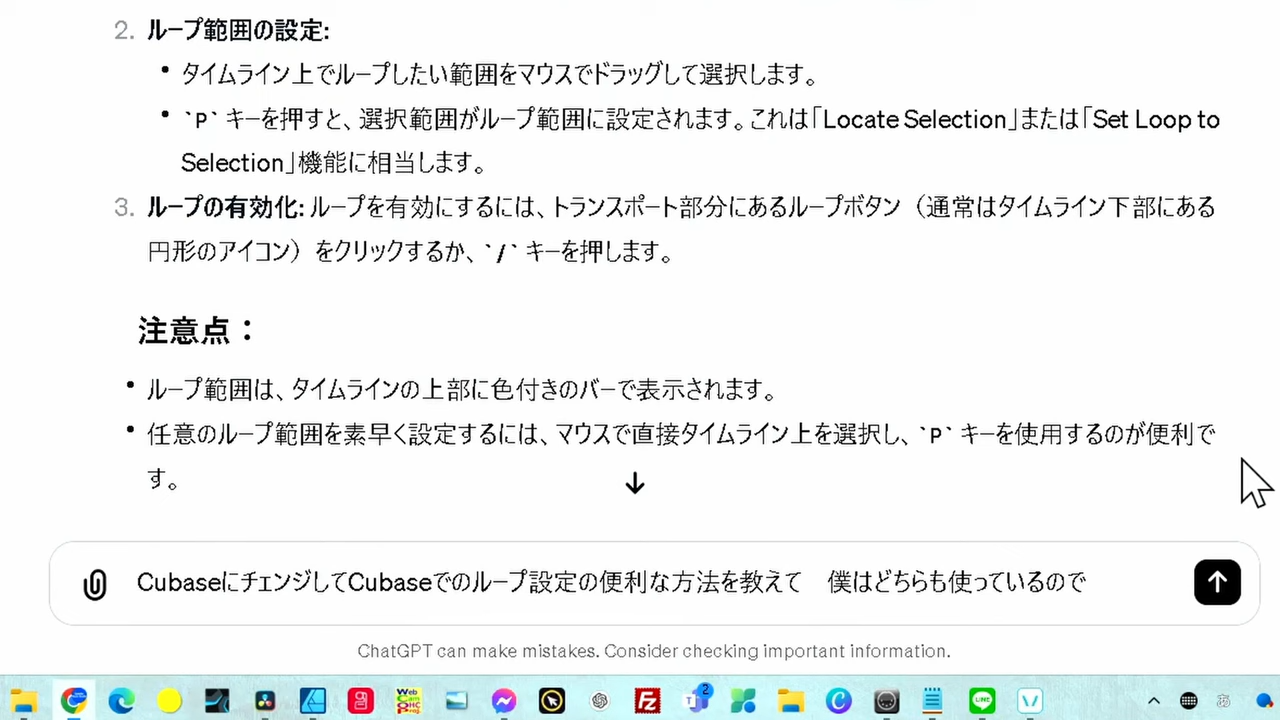 2. ループ範囲の設定:
• タイムライン上でループしたい範囲をマウスでドラッグして選択します。
• `P` キーを押すと、選択範囲がループ範囲に設定されます。これは「Locate Selection」または「Set Loop to
Selection」機能に相当します。
3. ループの有効化: ループを有効にするには、トランスポート部分にあるループボタン（通常はタイムライン下部にある
円形のアイコン）をクリックするか、`/` キーを押します。
注意点：
• ループ範囲は、タイムラインの上部に色付きのバーで表示されます。
• 任意のループ範囲を素早く設定するには、マウスで直接タイムライン上を選択し、`P` キーを使用するのが便利で
す。
CubaseにチェンジしてCubaseでのループ設定の便利な方法を教えて　僕はどちらも使っているので
ChatGPT can make mistakes. Consider checking important information.